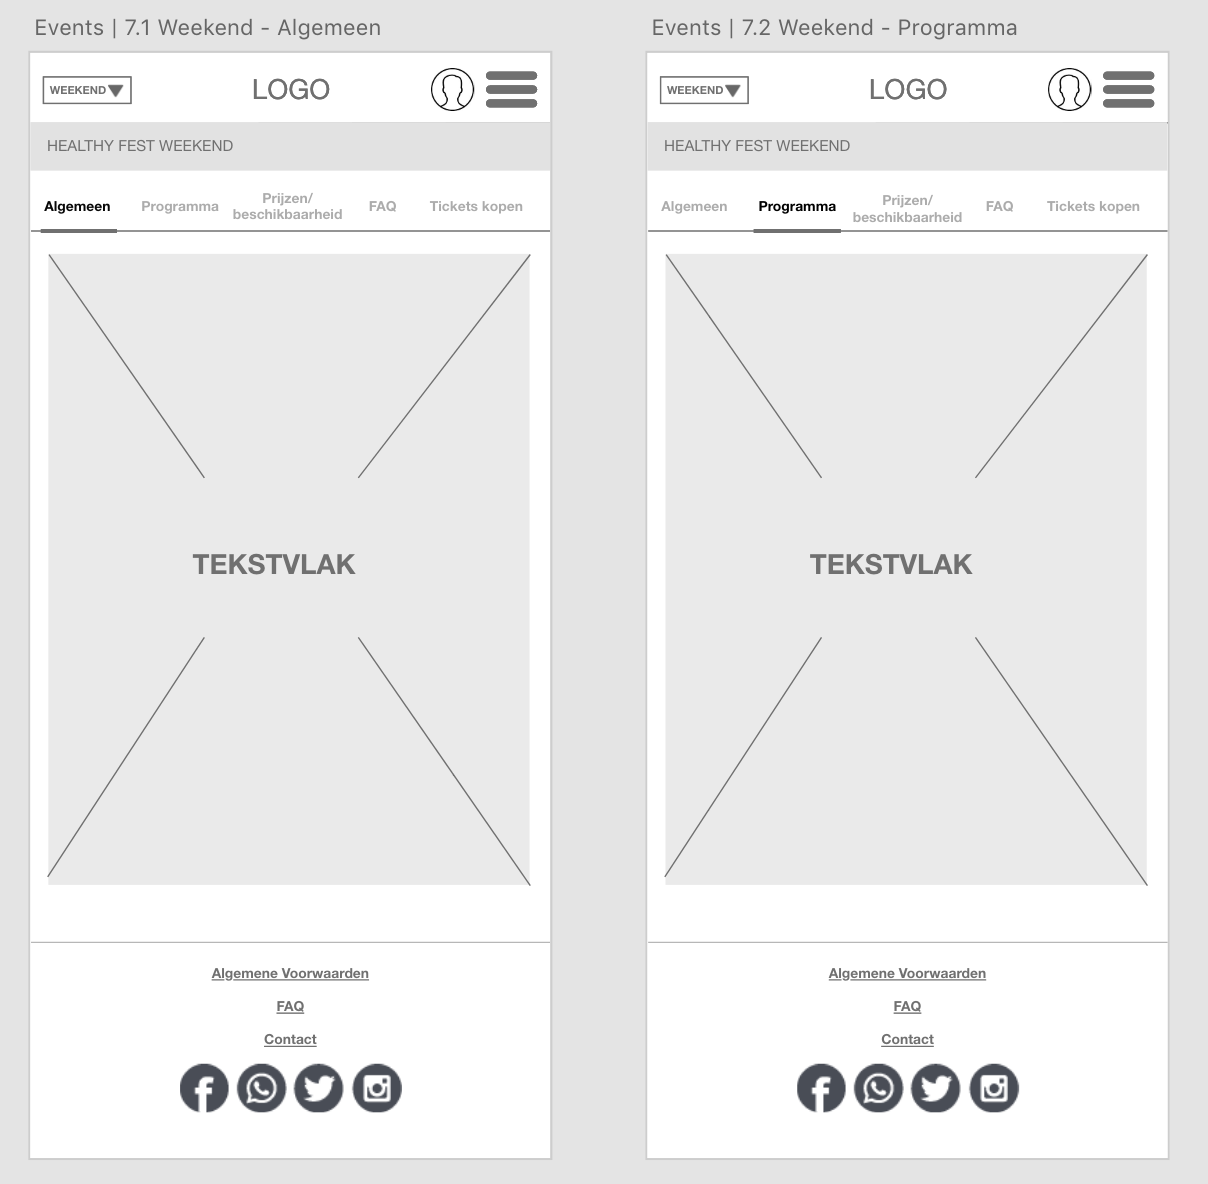 Events | 7.1 Weekend - Algemeen
WEEKEND
LOGO
HEALTHY FEST WEEKEND
Algemeen
Programma
Prijzen/
beschikbaarheid
FAQ
Tickets kopen
TEKSTVLAK
Algemene Voorwaarden
FAQ
Contact
Events | 7.2 Weekend - Programma
WEEKEND
LOGO
HEALTHY FEST WEEKEND
Algemeen
Programma
Prijzen/
beschikbaarheid
FAQ
Tickets kopen
TEKSTVLAK
Algemene Voorwaarden
FAQ
Contact